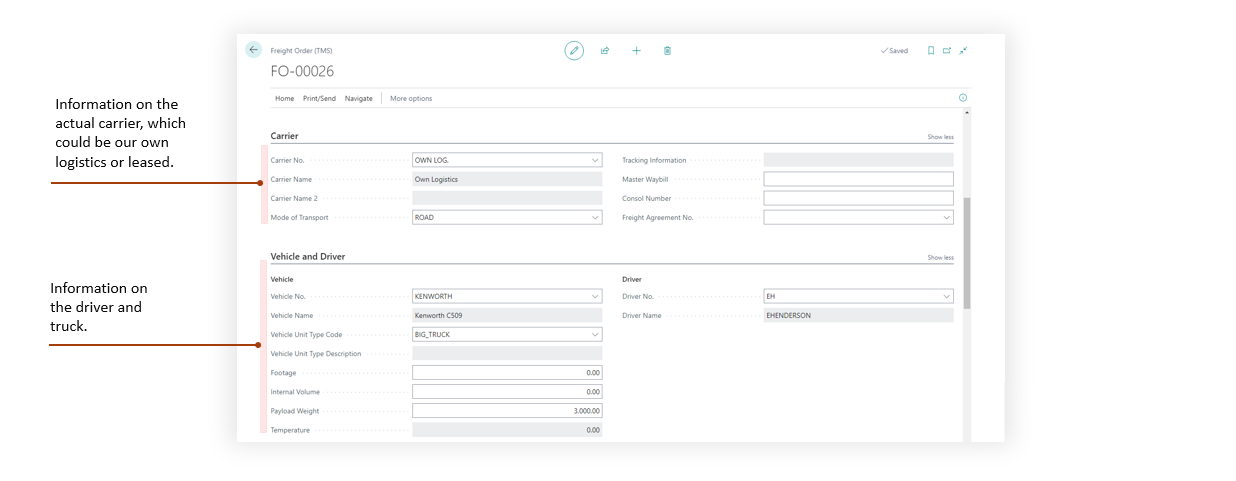 Freight Order (TMS)
Saved
FO-00026
Home Print/Send Navigate More options
Information on the
actual carrier, which
could be our own
logistics or leased.
Carrier Show less
Carrier No. OWN LOG. Tracking Information
Carrier Name Own Logistics Master Waybill
Carrier Name 2 Consol Number
Mode of Transport ROAD Freight Agreement No.
Information on
the driver and
truck.
Vehicle and Driver Show less
Vehicle Driver
Vehicle No. KENWORTH Driver No. EH
Vehicle Name Kenworth C509 Driver Name EHENDERSON
Vehicle Unit Type Code BIG_TRUCK
Vehicle Unit Type Description
Footage 0.00
Internal Volume 0.00
Payload Weight 3,000.00
Temperature 0.00